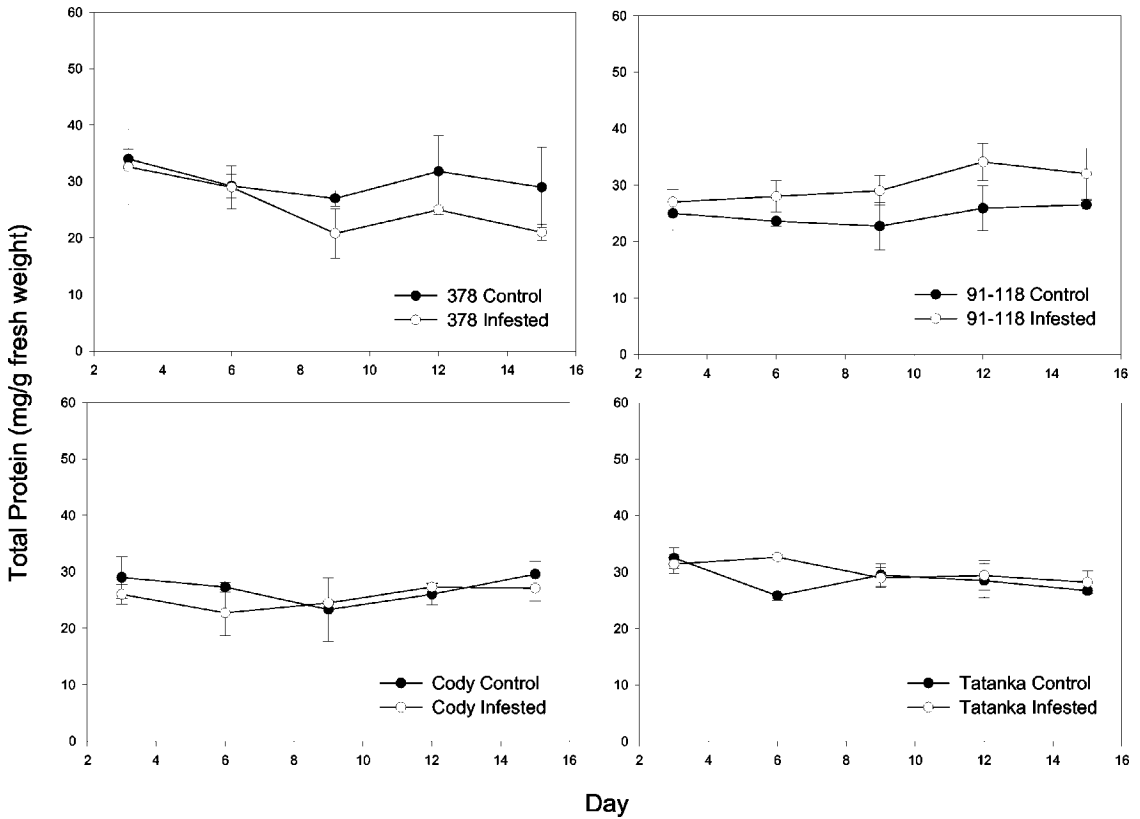 Total Protein (mg/g fresh weight)
60
50
40
30
20
10
0
378 Control
378 Infested
2 4 6 8 10 12 14 16
60
50
40
30
20
10
0
91-118 Control
91-118 Infested
2 4 6 8 10 12 14 16
60
50
40
30
20
10
0
Cody Control
Cody Infested
2 4 6 8 10 12 14 16
60
50
40
30
20
10
0
Tatanka Control
Tatanka Infested
2 4 6 8 10 12 14 16
Day